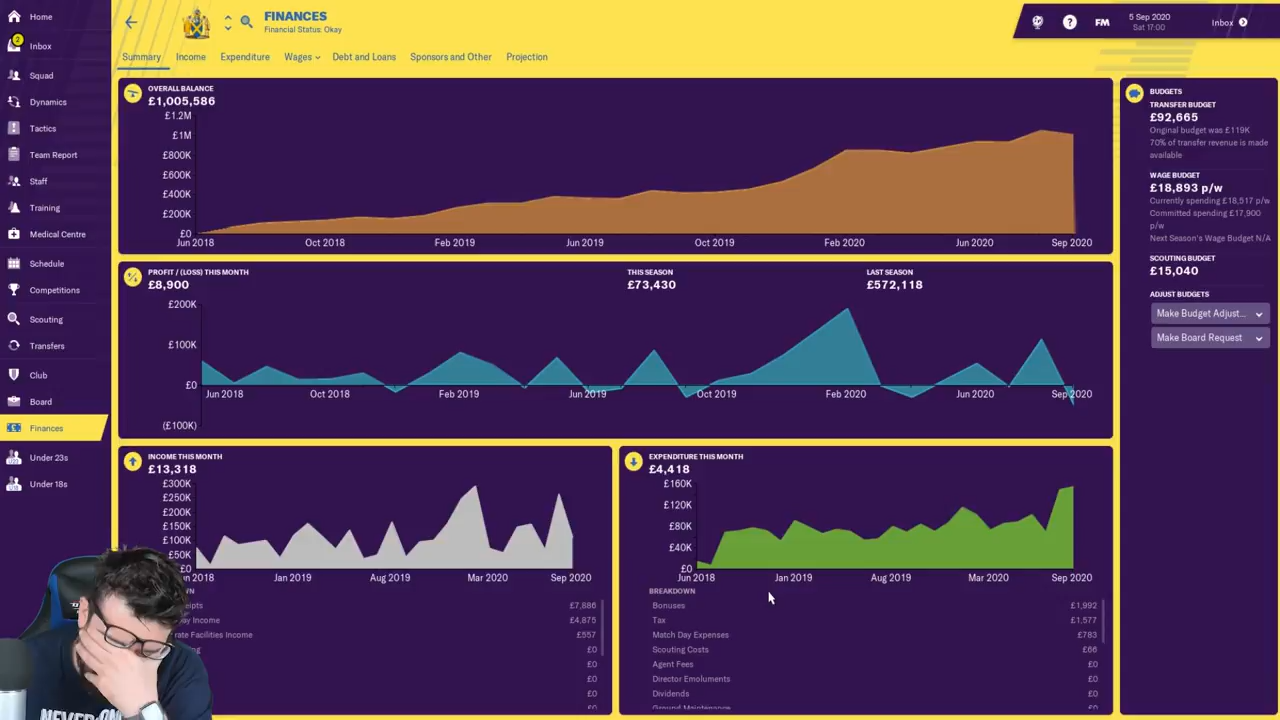 Home
2
Inbox
Squad
Dynamics
Tactics
Team Report
Staff
Training
Medical Centre
Schedule
Competitions
Scouting
Transfers
Club
Board
Finances
Under 23s
Under 18s
FINANCES
Financial Status: Okay
? FM 5 Sep 2020
Sat 17:00
Inbox
Summary Income Expenditure Wages Debt and Loans Sponsors and Other Projection
OVERALL BALANCE
£1,005,586
£1.2M
£1M
£800K
£600K
£400K
£200K
£0
Jun 2018 Oct 2018 Feb 2019 Jun 2019 Oct 2019 Feb 2020 Jun 2020 Sep 2020
PROFIT / (LOSS) THIS MONTH THIS SEASON LAST SEASON
£8,900 £73,430 £572,118
£200K
£100K
£0
(£100K)
Jun 2018 Oct 2018 Feb 2019 Jun 2019 Oct 2019 Feb 2020 Jun 2020 Sep 2020
INCOME THIS MONTH
£13,318
£300K
£250K
£200K
£150K
£100K
£50K
£0
2018 Jan 2019 Aug 2019 Mar 2020 Sep 2020
£7,886
Income £4,875
Facilities Income £557
£0
£0
£0
£0
EXPENDITURE THIS MONTH
£4,418
£160K
£120K
£80K
£40K
£0
Jun 2018 Jan 2019 Aug 2019 Mar 2020 Sep 2020
BREAKDOWN
Bonuses £1,992
Tax £1,577
Match Day Expenses £783
Scouting Costs £66
Agent Fees £0
Director Emoluments £0
Dividends £0
Ground Maintenance £0
BUDGETS
TRANSFER BUDGET
£92,665
Original budget was £119K
70% of transfer revenue is made
available
WAGE BUDGET
£18,893 p/w
Currently spending £18,517 p/w
Committed spending £17,900
p/w
Next Season's Wage Budget N/A
SCOUTING BUDGET
£15,040
ADJUST BUDGETS
Make Budget Adjust...
Make Board Request
NEVER ON